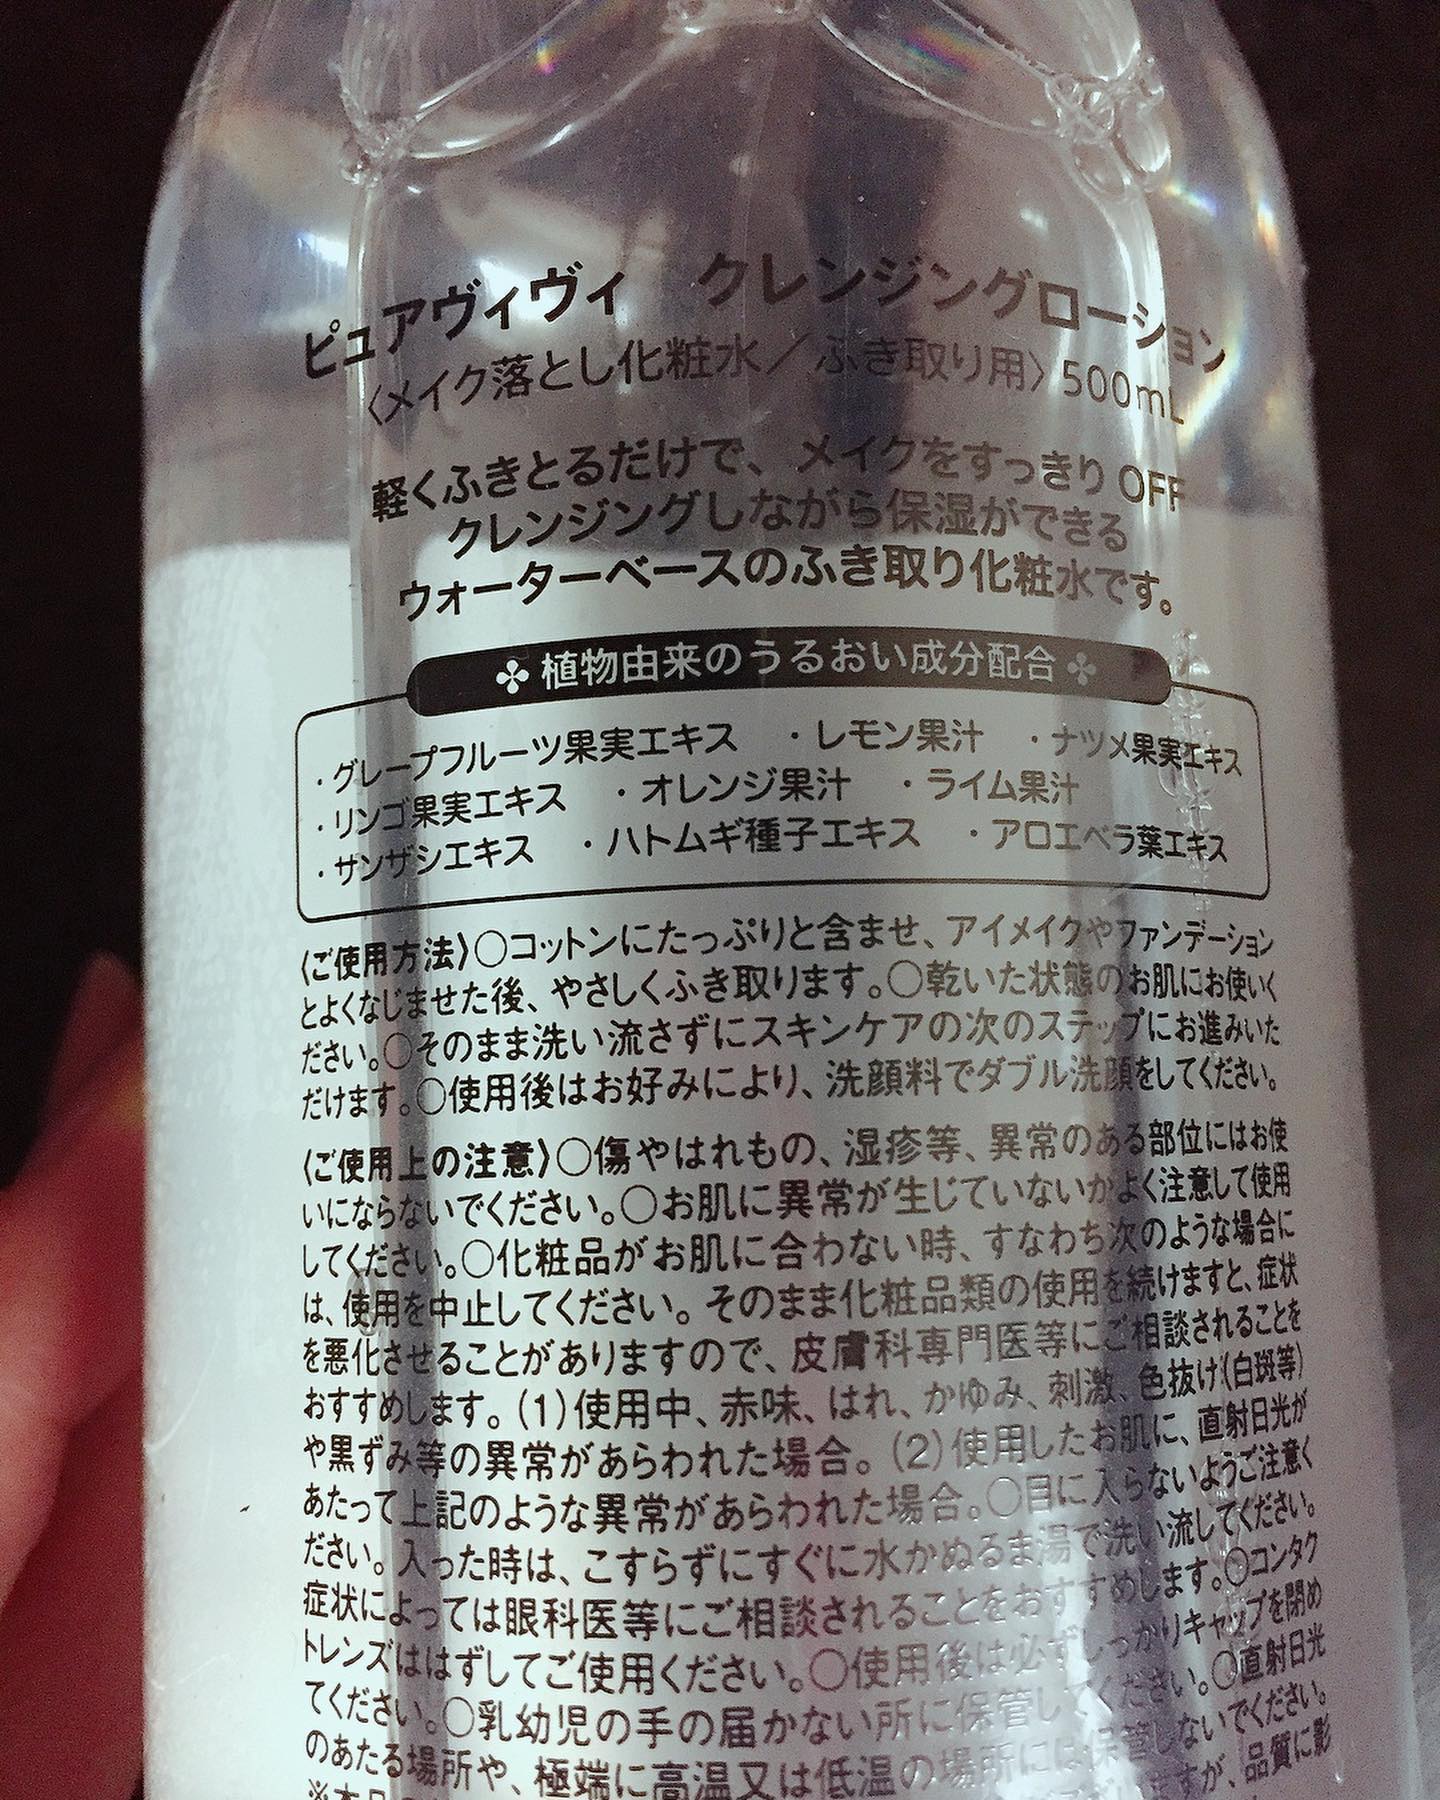 ピュアヴィヴィ　クレンジングローション
〈メイク落とし化粧水／ふき取り用〉500mL
軽くふきとるだけで、メイクをすっきりOFF
クレンジングしながら保湿ができる
ウォーターベースのふき取り化粧水です。
植物由来のうるおい成分配合
・グレープフルーツ果実エキス　・レモン果汁　・ナツメ果実エキス
・リンゴ果実エキス　・オレンジ果汁　・ライム果汁
・サンザシエキス　・ハトムギ種子エキス　・アロエベラ葉エキス
〈ご使用方法〉○コットンにたっぷりと含ませ、アイメイクやファンデーション
とよくなじませた後、やさしくふき取ります。○乾いた状態のお肌にお使いく
ださい。○そのまま洗い流さずにスキンケアの次のステップにお進みいた
だけます。○使用後はお好みにより、洗顔料でダブル洗顔をしてください。
〈ご使用上の注意〉○傷やはれもの、湿疹等、異常のある部位にはお使
いにならないでください。○お肌に異常が生じていないかよく注意して使用
してください。○化粧品がお肌に合わない時、すなわち次のような場合に
は、使用を中止してください。そのまま化粧品類の使用を続けますと、症状
を悪化させることがありますので、皮膚科専門医等にご相談されることを
おすすめします。(1)使用中、赤味、はれ、かゆみ、刺激、色抜け(白斑等)
や黒ずみ等の異常があらわれた場合。(2)使用したお肌に、直射日光が
あたって上記のような異常があらわれた場合。○目に入らないようご注意く
ださい。入った時は、こすらずにすぐに水かぬるま湯で洗い流してください。
症状によっては眼科医等にご相談されることをおすすめします。○コンタク
トレンズははずしてご使用ください。○使用後は必ずしっかりキャップを閉め
てください。○乳幼児の手の届かない所に保管してください。○直射日光
のあたる場所や、極端に高温又は低温の場所には保管しないでください。
ますが、品質に影